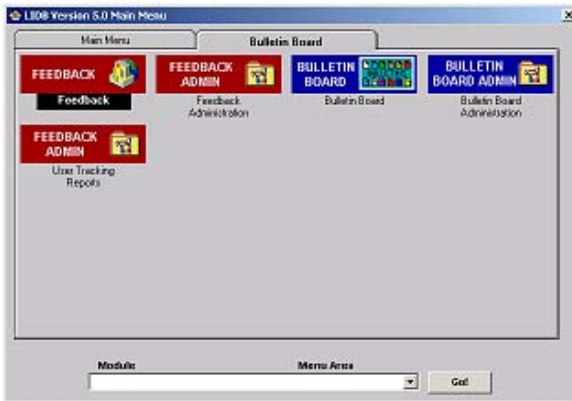 LIDB Version 5.0 Main Menu
Main Menu
Bulletin Board
FEEDBACK
Feedback
FEEDBACK
ADMIN
Feedback
Administration
BULLETIN
BOARD
Bulletin Board
BULLETIN
BOARD ADMIN
Bulletin Board
Administration
FEEDBACK
ADMIN
User Tracking
Reports
Module
Menu Area
Go!